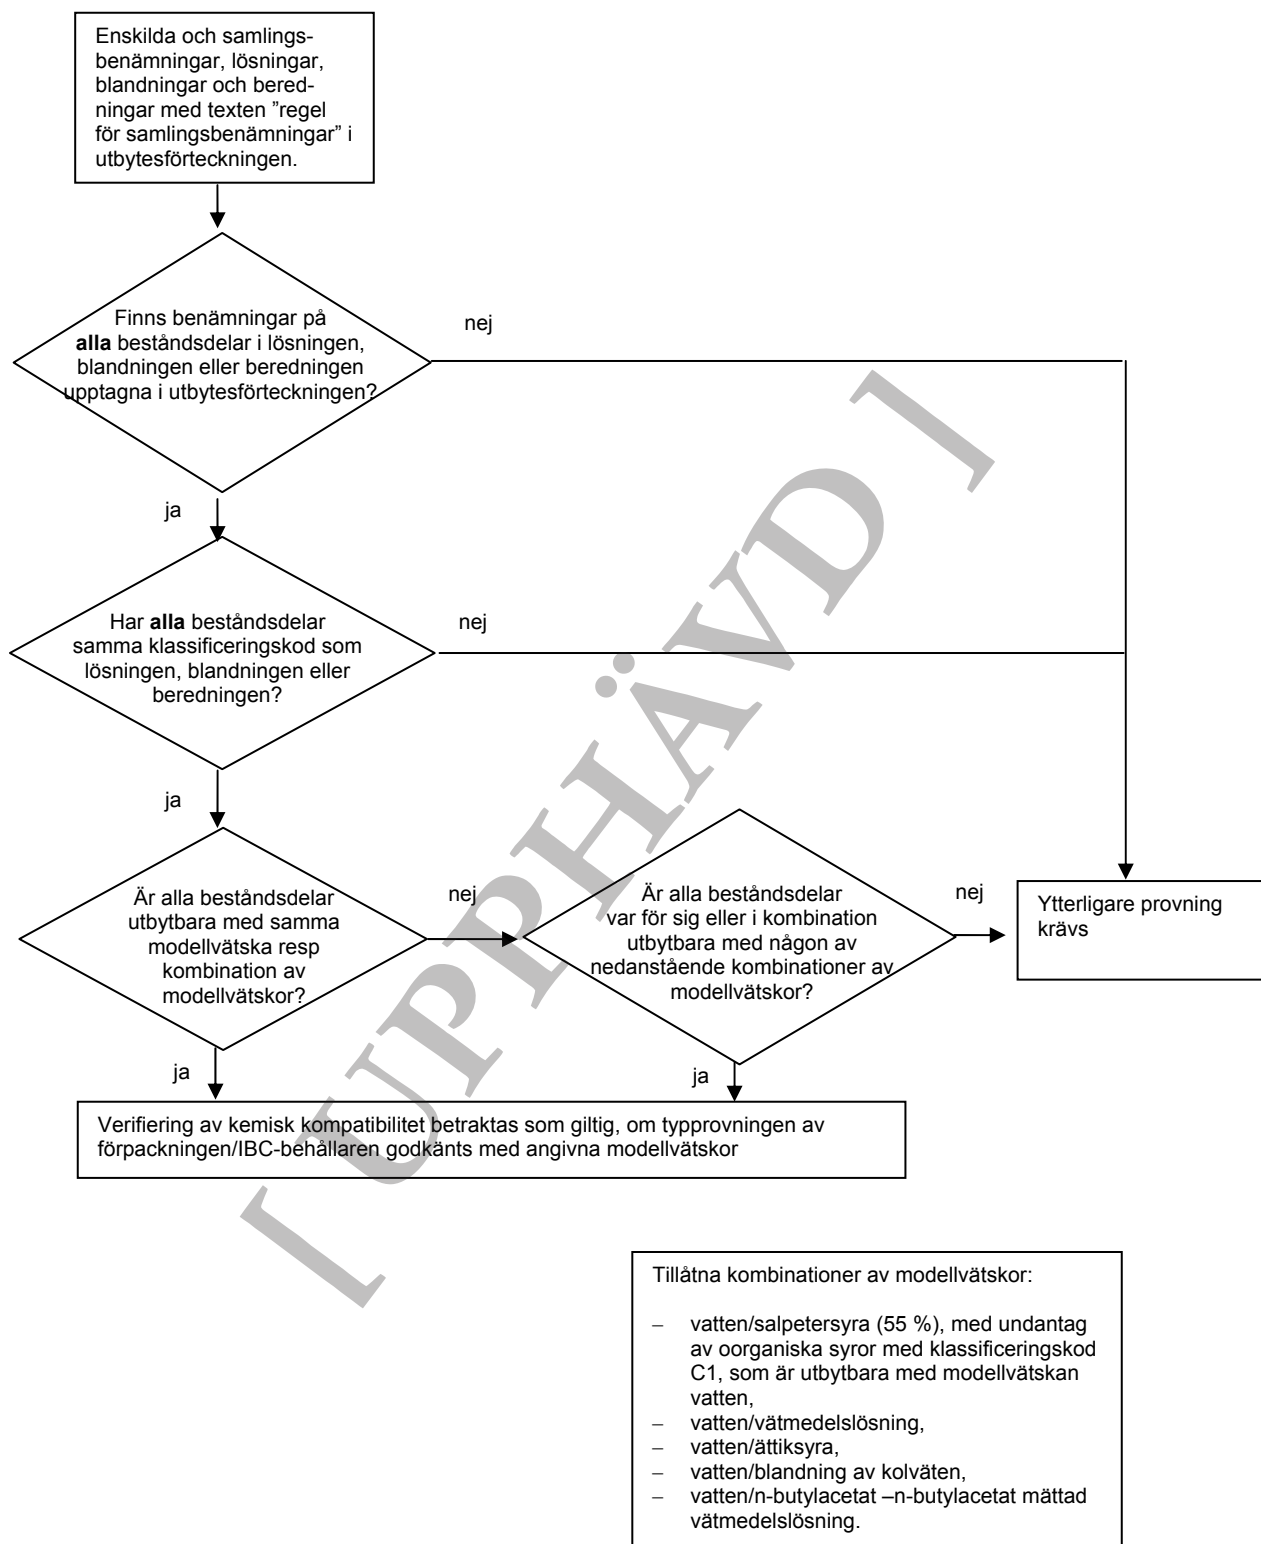 Enskilda och samlings-
benämningar, lösningar,
blandningar och bered-
ningar med texten ”regel
för samlingsbenämningar” i
utbytesförteckningen.
Finns benämningar på
alla beståndsdelar i lösningen,
blandningen eller beredningen
upptagna i utbytesförteckningen?
nej
ja
Har alla beståndsdelar
samma klassificeringskod som
lösningen, blandningen eller
beredningen?
nej
ja
Är alla beståndsdelar
utbytbara med samma
modellvätska resp
kombination av
modellvätskor?
nej
Är alla beståndsdelar
var för sig eller i kombination
utbytbara med någon av
nedanstående kombinationer av
modellvätskor?
nej
Ytterligare provning
krävs
ja
ja
Verifiering av kemisk kompatibilitet betraktas som giltig, om typprovningen av
förpackningen/IBC-behållaren godkänts med angivna modellvätskor
[ UPPHÄVD ]
Tillåtna kombinationer av modellvätskor:
– vatten/salpetersyra (55 %), med undantag
av oorganiska syror med klassificeringskod
C1, som är utbytbara med modellvätskan
vatten,
– vatten/vätmedelslösning,
– vatten/ättiksyra,
– vatten/blandning av kolväten,
– vatten/n-butylacetat –n-butylacetat mättad
vätmedelslösning.